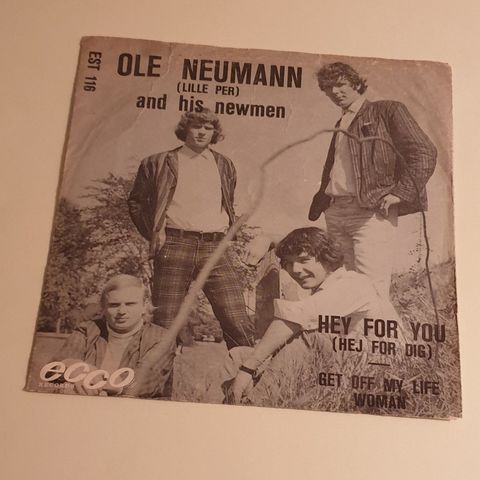 EST 116
OLE NEUMANN
(LILLE PER)
and his newmen
HEY FOR YOU
(HEJ FOR DIG)
GET OFF MY LIFE
WOMAN
ecco
RECORDS